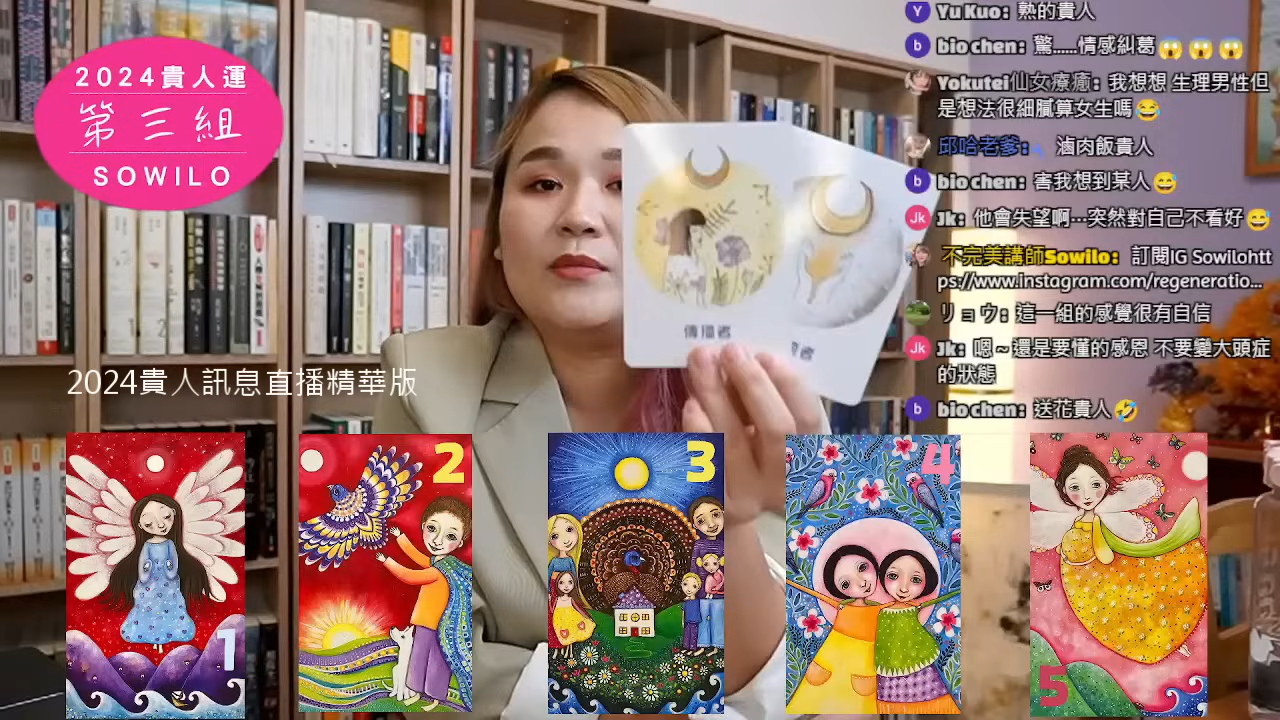 2024貴人運
第三組
SOWILO
2024貴人訊息直播精華版
傳播者
Yu Kuo: 熟的貴人
bio chen: 驚......情感糾葛😱😱😱
Yokutei仙女療癒: 我想想 生理男性但
是想法很細膩算女生嗎😂
邱哈老爹: 滷肉飯貴人
bio chen: 害我想到某人😅
Jk: 他會失望啊…突然對自己不看好😅
不完美講師Sowilo: 訂閱IG Sowilohtt
ps://www.instagram.com/regeneratio...
リョウ: 這一組的感覺很有自信
Jk: 嗯~還是要懂的感恩 不要變大頭症
的狀態
bio chen: 送花貴人🤣
1
2
3
4
5